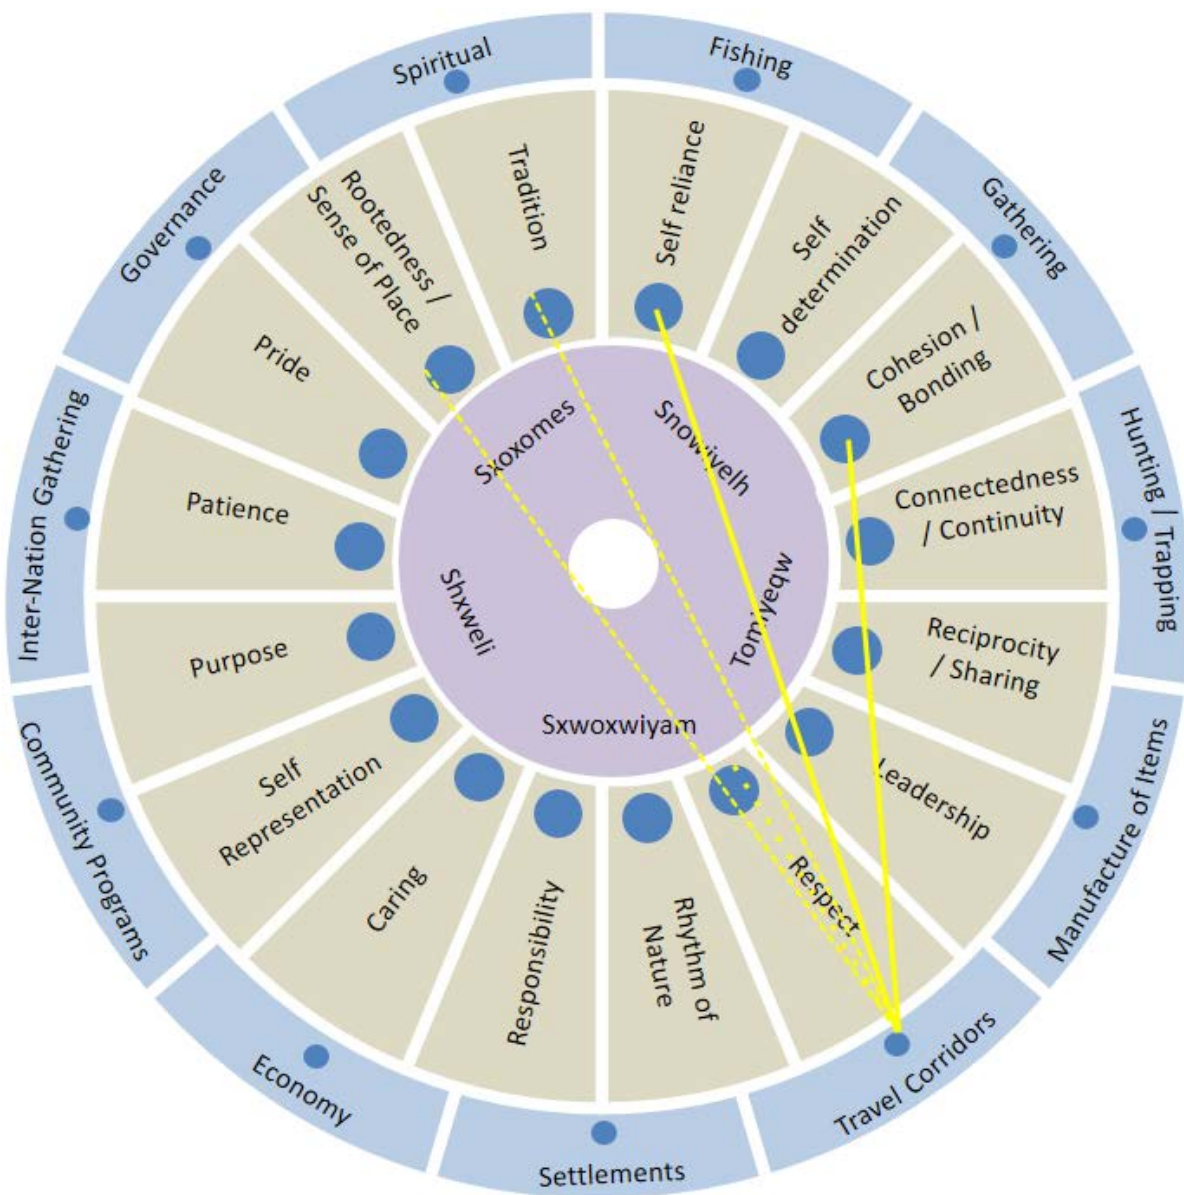 Spiritual
Fishing
Gathering
Hunting / Trapping
Manufacture of Items
Travel Corridors
Settlements
Economy
Community Programs
Inter-Nation Gathering
Governance
Tradition
Self reliance
Self
determination
Cohesion /
Bonding
Connectedness
/ Continuity
Reciprocity
/ Sharing
Leadership
Respect
Rhythm of
Nature
Responsibility
Caring
Self
Representation
Purpose
Patience
Pride
Rootedness /
Sense of Place
Sxoxomes
Snowiyelh
Tomiyeqw
Sxwoxwiyam
Shxweli